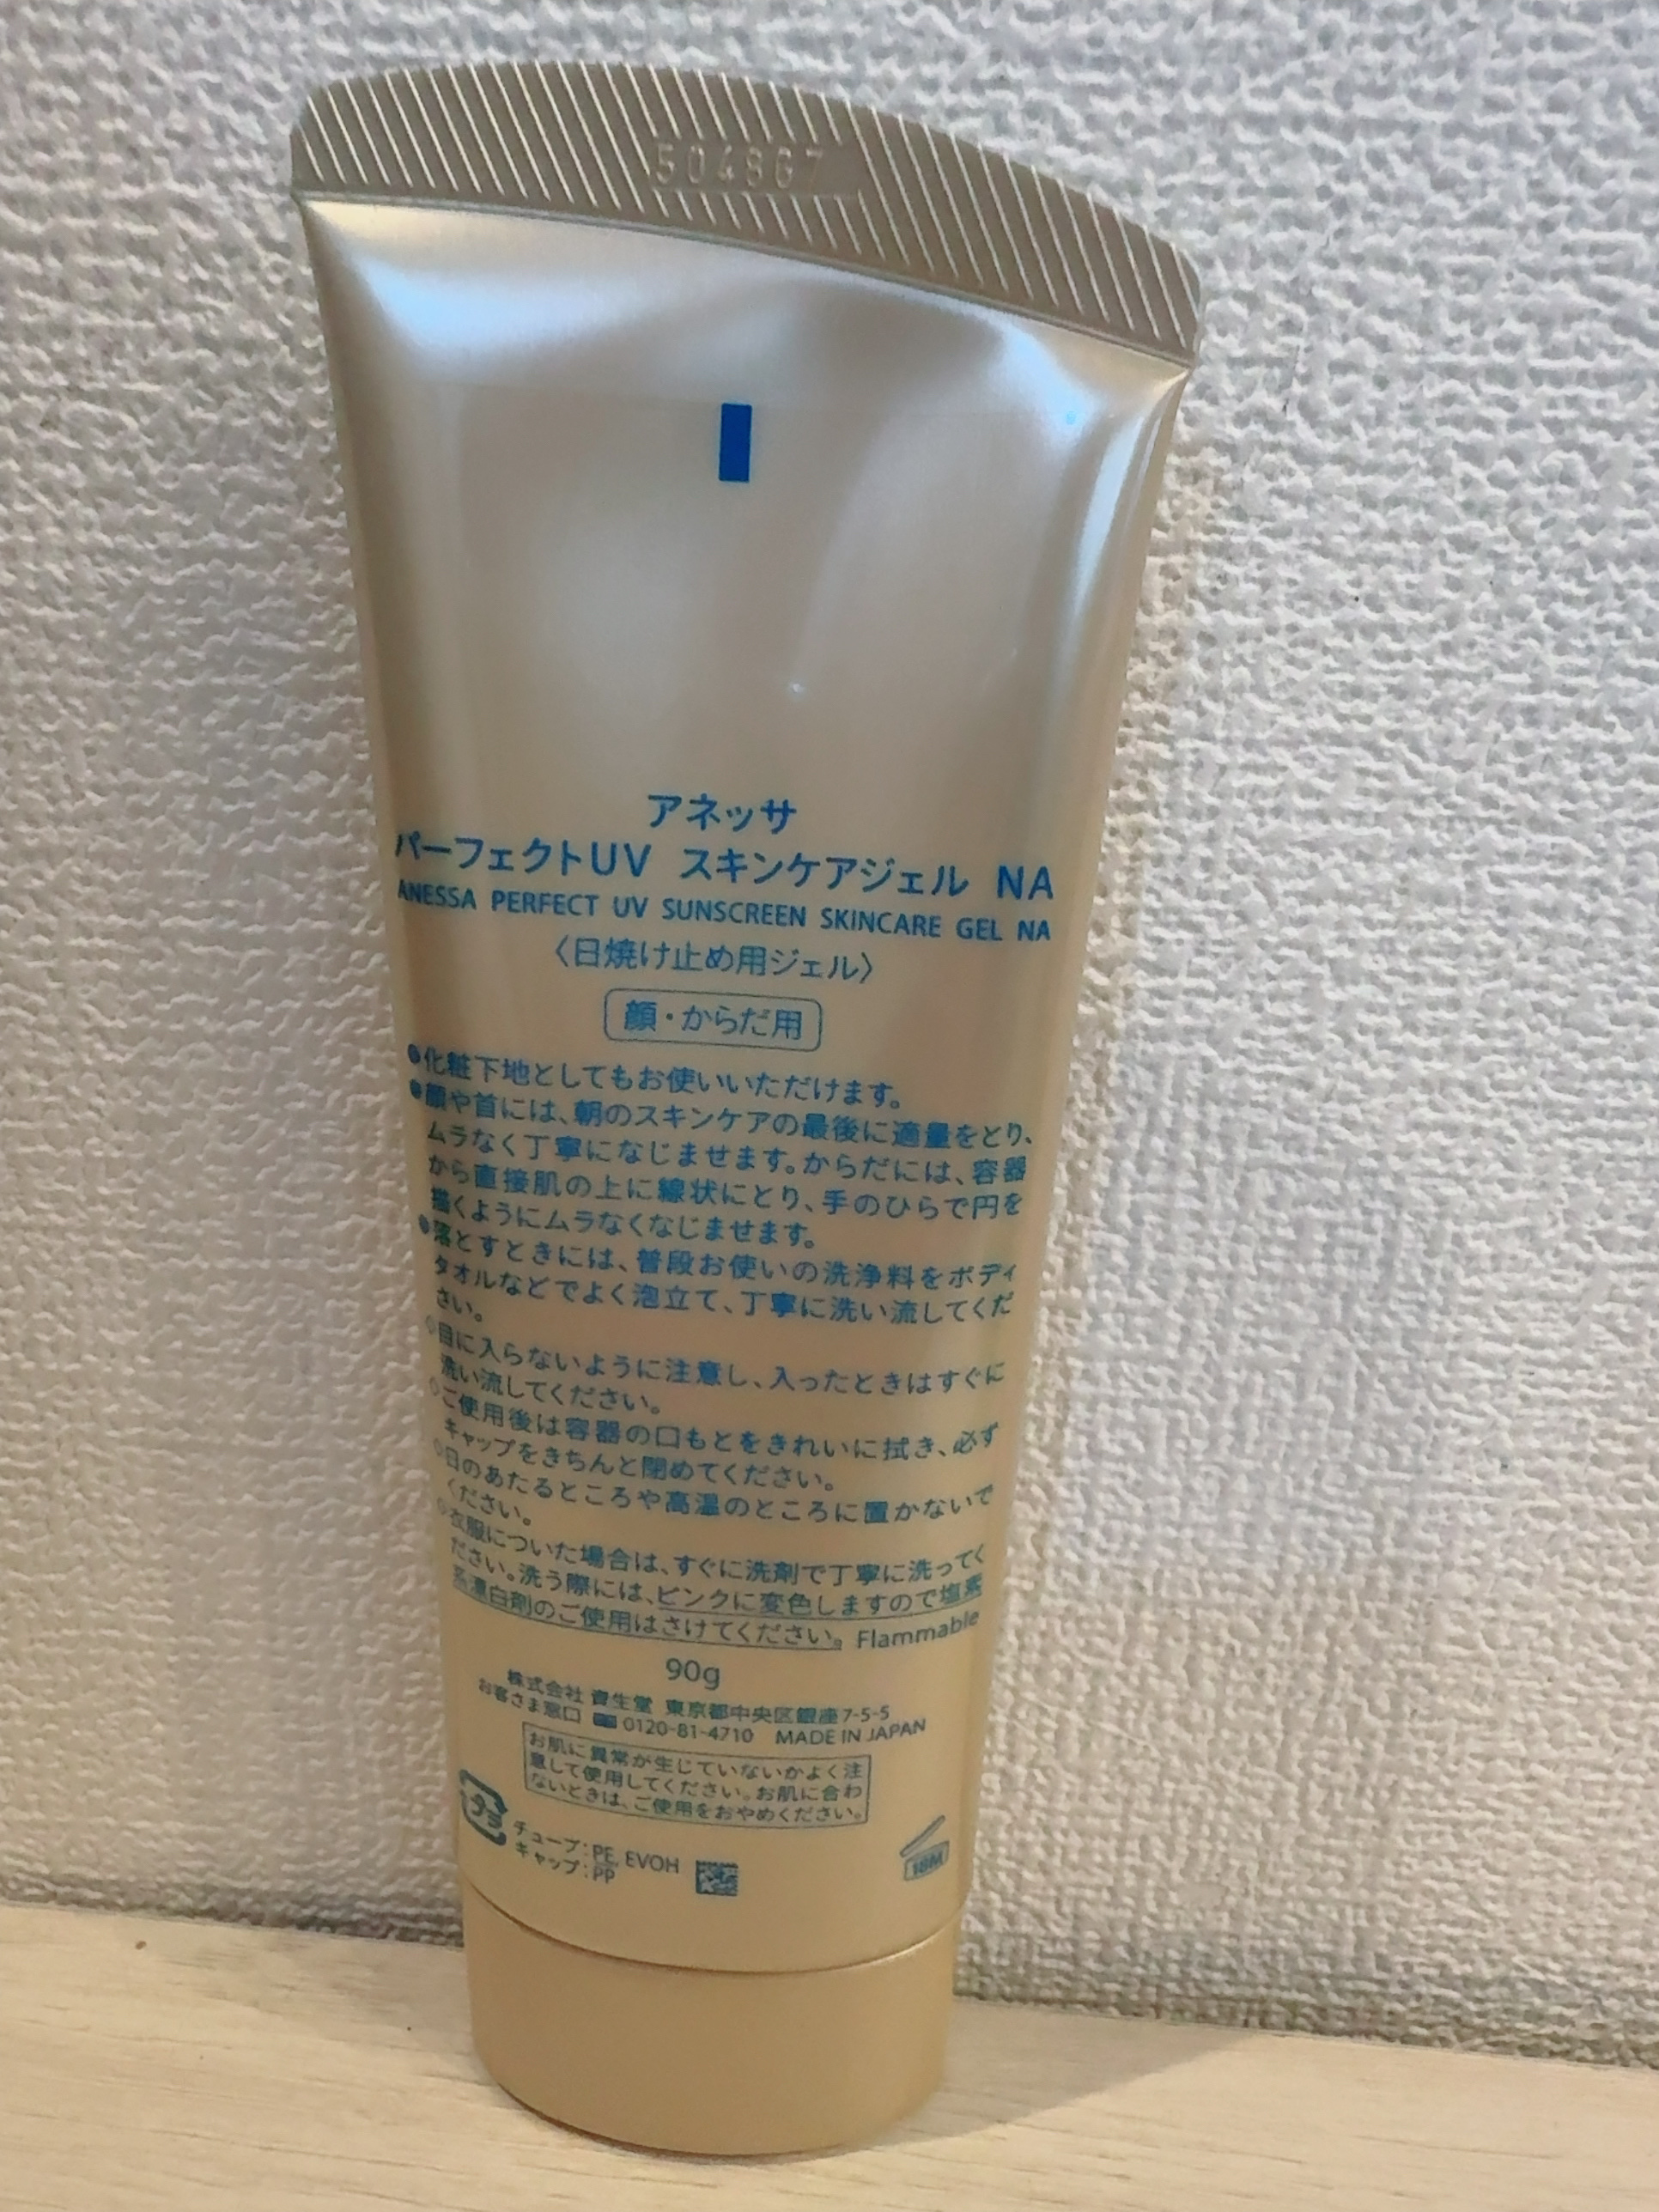 5048G7
アネッサ
パーフェクトUV スキンケアジェル NA
ANESSA PERFECT UV SUNSCREEN SKINCARE GEL NA
〈日焼け止め用ジェル〉
顔・からだ用
●化粧下地としてもお使いいただけます。
●顔や首には、朝のスキンケアの最後に適量をとり、
ムラなく丁寧になじませます。からだには、容器
から直接肌の上に線状にとり、手のひらで円を
描くようにムラなくなじませます。
●落とすときには、普段お使いの洗浄料をボディ
タオルなどでよく泡立て、丁寧に洗い流してくだ
さい。
○目に入らないように注意し、入ったときはすぐに
洗い流してください。
○ご使用後は容器の口もとをきれいに拭き、必ず
キャップをきちんと閉めてください。
○日のあたるところや高温のところに置かないで
ください。
○衣服についた場合は、すぐに洗剤で丁寧に洗ってく
ださい。洗う際には、ピンクに変色しますので塩素
系漂白剤のご使用はさけてください。Flammable
90g
株式会社 資生堂 東京都中央区銀座7-5-5
お客さま窓口 0120-81-4710 MADE IN JAPAN
お肌に異常が生じていないかよく注
意して使用してください。お肌に合わ
ないときは、ご使用をおやめください。
プラ
チューブ：PE, EVOH
キャップ：PP
18M